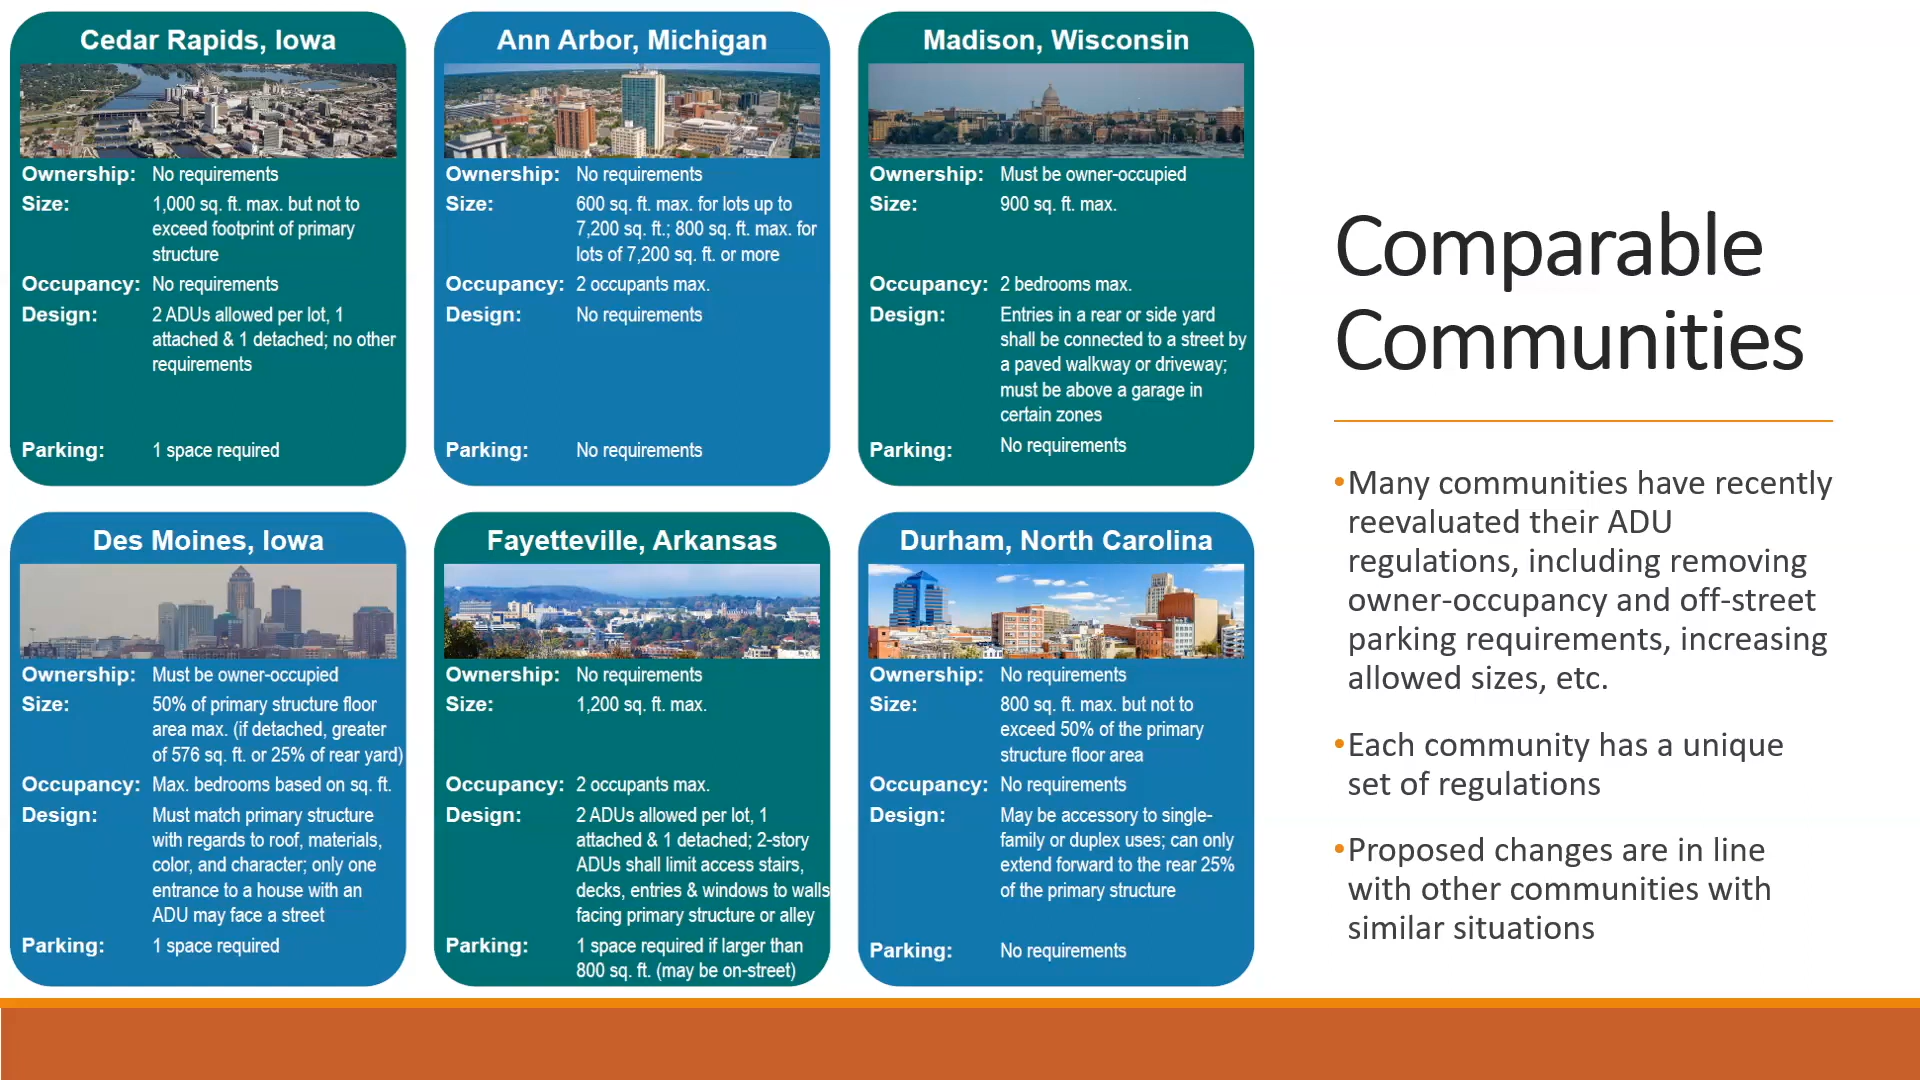 Cedar Rapids, Iowa
Ownership: No requirements
Size: 1,000 sq. ft. max. but not to
exceed footprint of primary
structure
Occupancy: No requirements
Design: 2 ADUs allowed per lot, 1
attached & 1 detached; no other
requirements
Parking: 1 space required
Ann Arbor, Michigan
Ownership: No requirements
Size: 600 sq. ft. max. for lots up to
7,200 sq. ft.; 800 sq. ft. max. for
lots of 7,200 sq. ft. or more
Occupancy: 2 occupants max.
Design: No requirements
Parking: No requirements
Madison, Wisconsin
Ownership: Must be owner-occupied
Size: 900 sq. ft. max.
Occupancy: 2 bedrooms max.
Design: Entries in a rear or side yard
shall be connected to a street by
a paved walkway or driveway;
must be above a garage in
certain zones
Parking: No requirements
Des Moines, Iowa
Ownership: Must be owner-occupied
Size: 50% of primary structure floor
area max. (if detached, greater
of 576 sq. ft. or 25% of rear yard)
Occupancy: Max. bedrooms based on sq. ft.
Design: Must match primary structure
with regards to roof, materials,
color, and character; only one
entrance to a house with an
ADU may face a street
Parking: 1 space required
Fayetteville, Arkansas
Ownership: No requirements
Size: 1,200 sq. ft. max.
Occupancy: 2 occupants max.
Design: 2 ADUs allowed per lot, 1
attached & 1 detached; 2-story
ADUs shall limit access stairs,
decks, entries & windows to walls
facing primary structure or alley
Parking: 1 space required if larger than
800 sq. ft. (may be on-street)
Durham, North Carolina
Ownership: No requirements
Size: 800 sq. ft. max. but not to
exceed 50% of the primary
structure floor area
Occupancy: No requirements
Design: May be accessory to single-
family or duplex uses; can only
extend forward to the rear 25%
of the primary structure
Parking: No requirements
Comparable
Communities
•Many communities have recently
reevaluated their ADU
regulations, including removing
owner-occupancy and off-street
parking requirements, increasing
allowed sizes, etc.
•Each community has a unique
set of regulations
•Proposed changes are in line
with other communities with
similar situations